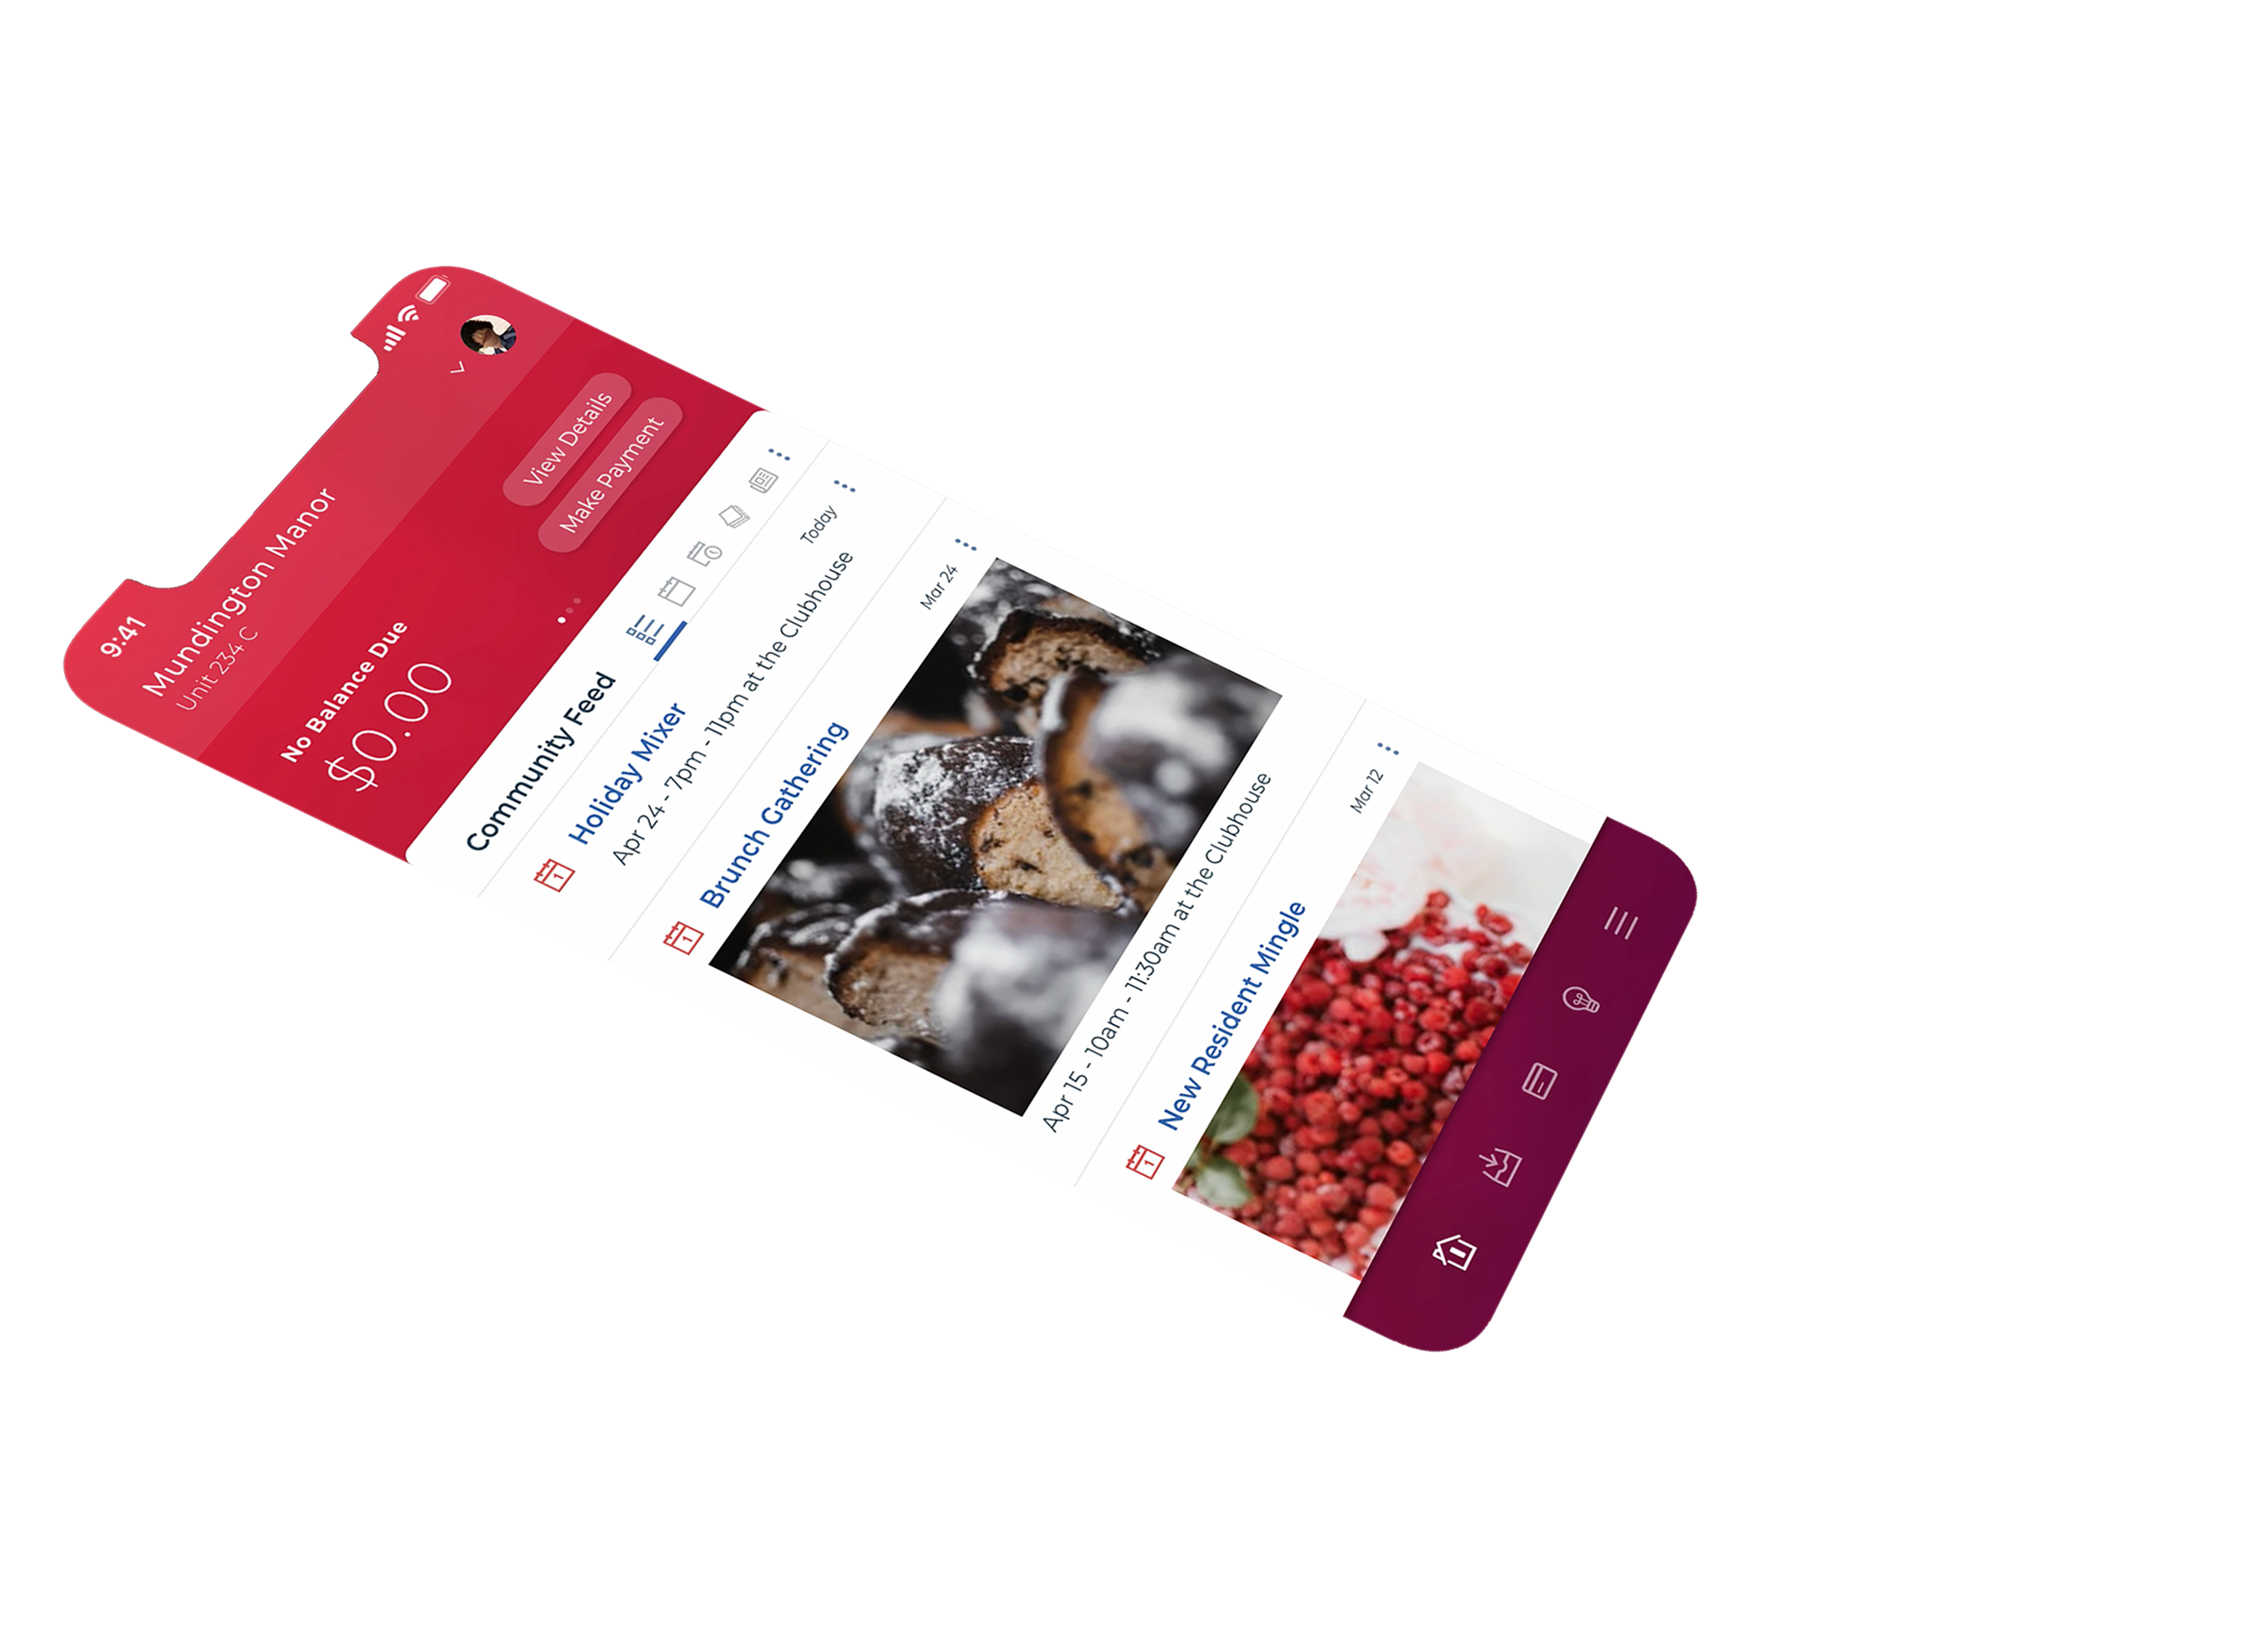 9:41
Mundington Manor
Unit 234 C
No Balance Due
$0.00
View Details
Make Payment
Community Feed
Holiday Mixer
Today
Apr 24 - 7pm - 11pm at the Clubhouse
Brunch Gathering
Mar 24
Apr 15 - 10am - 11:30am at the Clubhouse
New Resident Mingle
Mar 12